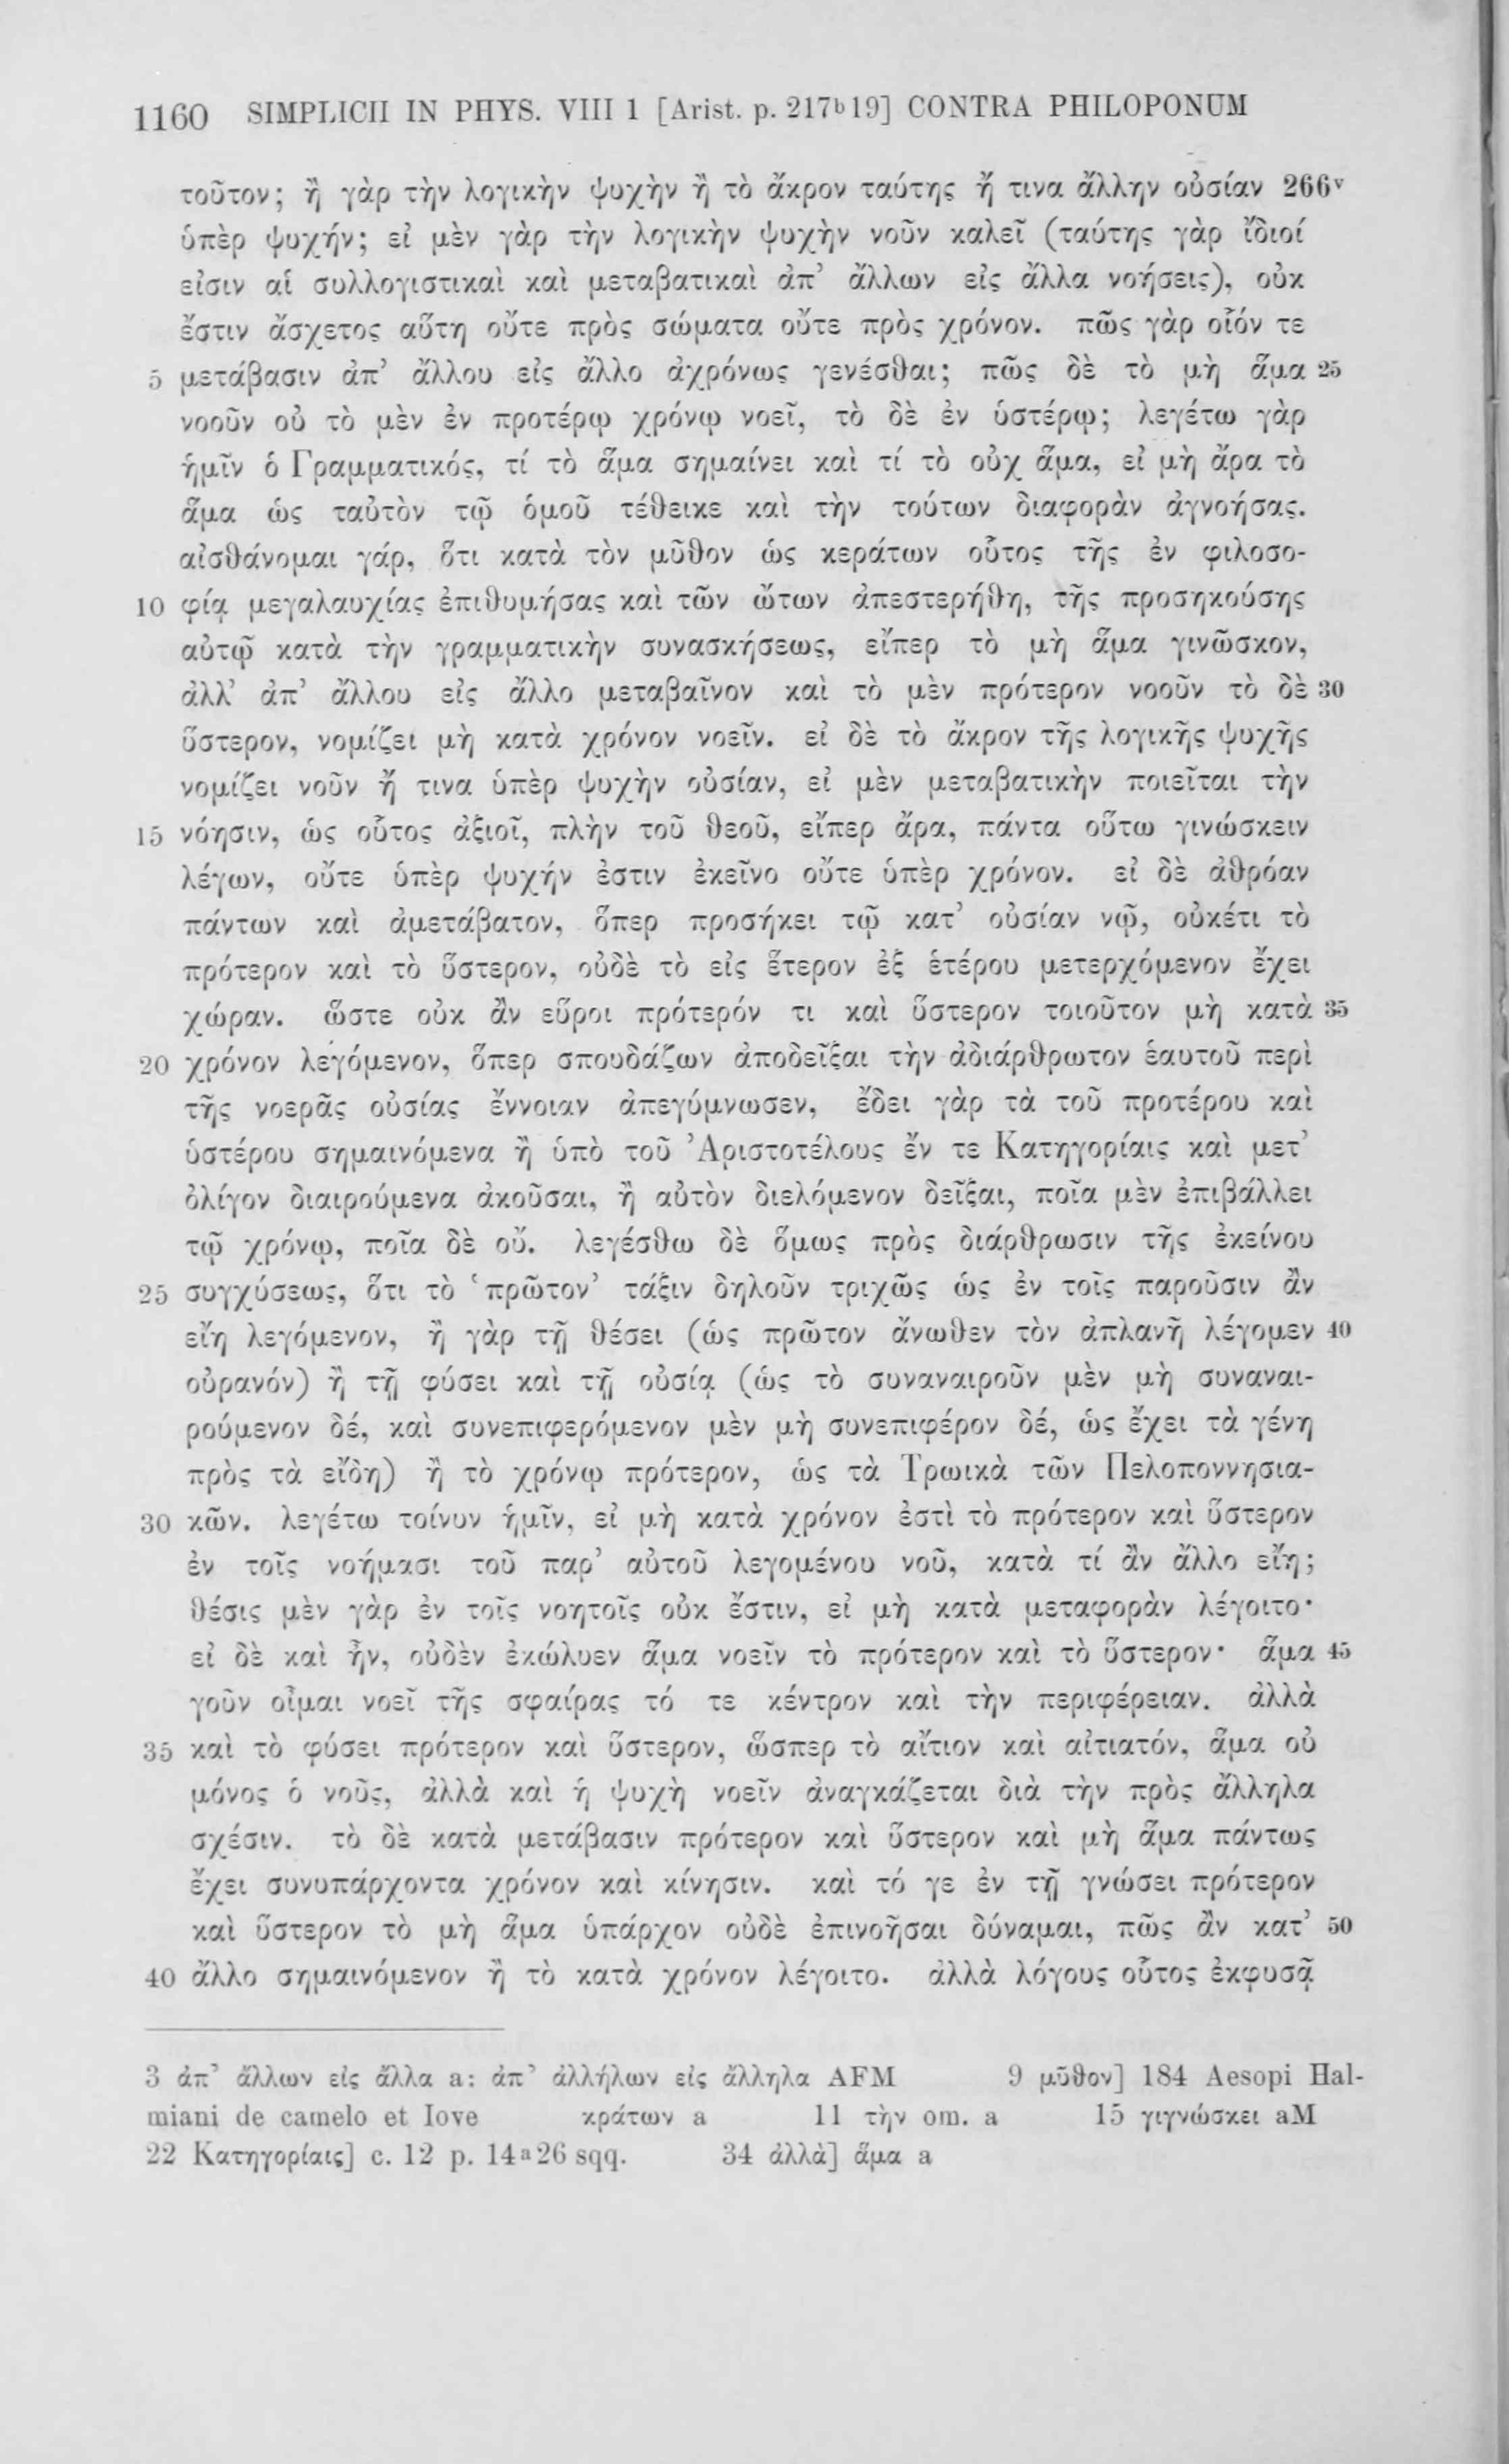 1160 SIMPLICII IN PHYS. VIII 1 [Arist. p. 217ᵇ19] CONTRA PHILOPONUM
τοῦτον; ἢ γὰρ τὴν λογικὴν ψυχὴν ἢ τὸ ἄκρον ταύτης ἤ τινα ἄλλην οὐσίαν 266ᵛ
ὑπὲρ ψυχήν; εἰ μὲν γὰρ τὴν λογικὴν ψυχὴν νοῦν καλεῖ (ταύτης γὰρ ἴδιοί
εἰσιν αἱ συλλογιστικαὶ καὶ μεταβατικαὶ ἀπ’ ἄλλων εἰς ἄλλα νοήσεις), οὐκ
ἔστιν ἄσχετος αὕτη οὔτε πρὸς σώματα οὔτε πρὸς χρόνον. πῶς γὰρ οἷόν τε
5 μετάβασιν ἀπ’ ἄλλου εἰς ἄλλο ἀχρόνως γενέσθαι; πῶς δὲ τὸ μὴ ἅμα 25
νοοῦν οὐ τὸ μὲν ἐν προτέρῳ χρόνῳ νοεῖ, τὸ δὲ ἐν ὑστέρῳ; λεγέτω γὰρ
ἡμῖν ὁ Γραμματικός, τί τὸ ἅμα σημαίνει καὶ τί τὸ οὐχ ἅμα, εἰ μὴ ἄρα τὸ
ἅμα ὡς ταὐτὸν τῷ ὁμοῦ τέθεικε καὶ τὴν τούτων διαφορὰν ἀγνοήσας.
αἰσθάνομαι γάρ, ὅτι κατὰ τὸν μῦθον ὡς κεράτων οὗτος τῆς ἐν φιλοσο-
10 φίᾳ μεγαλαυχίας ἐπιθυμήσας καὶ τῶν ὤτων ἀπεστερήθη, τῆς προσηκούσης
αὐτῷ κατὰ τὴν γραμματικὴν συνασκήσεως, εἴπερ τὸ μὴ ἅμα γινῶσκον,
ἀλλ’ ἀπ’ ἄλλου εἰς ἄλλο μεταβαῖνον καὶ τὸ μὲν πρότερον νοοῦν τὸ δὲ 30
ὕστερον, νομίζει μὴ κατὰ χρόνον νοεῖν. εἰ δὲ τὸ ἄκρον τῆς λογικῆς ψυχῆς
νομίζει νοῦν ἤ τινα ὑπὲρ ψυχὴν οὐσίαν, εἰ μὲν μεταβατικὴν ποιεῖται τὴν
15 νόησιν, ὡς οὗτος ἀξιοῖ, πλὴν τοῦ θεοῦ, εἴπερ ἄρα, πάντα οὕτω γινώσκειν
λέγων, οὔτε ὑπὲρ ψυχήν ἐστιν ἐκεῖνο οὔτε ὑπὲρ χρόνον. εἰ δὲ ἀθρόαν
πάντων καὶ ἀμετάβατον, ὅπερ προσήκει τῷ κατ’ οὐσίαν νῷ, οὐκέτι τὸ
πρότερον καὶ τὸ ὕστερον, οὐδὲ τὸ εἰς ἕτερον ἐξ ἑτέρου μετερχόμενον ἔχει
χώραν. ὥστε οὐκ ἂν εὕροι πρότερόν τι καὶ ὕστερον τοιοῦτον μὴ κατὰ 35
20 χρόνον λεγόμενον, ὅπερ σπουδάζων ἀποδεῖξαι τὴν ἀδιάρθρωτον ἑαυτοῦ περὶ
τῆς νοερᾶς οὐσίας ἔννοιαν ἀπεγύμνωσεν, ἔδει γὰρ τὰ τοῦ προτέρου καὶ
ὑστέρου σημαινόμενα ἢ ὑπὸ τοῦ Ἀριστοτέλους ἔν τε Κατηγορίαις καὶ μετ’
ὀλίγον διαιρούμενα ἀκοῦσαι, ἢ αὐτὸν διελόμενον δεῖξαι, ποῖα μὲν ἐπιβάλλει
τῷ χρόνῳ, ποῖα δὲ οὔ. λεγέσθω δὲ ὅμως πρὸς διάρθρωσιν τῆς ἐκείνου
25 συγχύσεως, ὅτι τὸ ‘πρῶτον’ τάξιν δηλοῦν τριχῶς ὡς ἐν τοῖς παροῦσιν ἂν
εἴη λεγόμενον, ἢ γὰρ τῇ θέσει (ὡς πρῶτον ἄνωθεν τὸν ἀπλανῆ λέγομεν 40
οὐρανόν) ἢ τῇ φύσει καὶ τῇ οὐσίᾳ (ὡς τὸ συναναιροῦν μὲν μὴ συναναι-
ρούμενον δέ, καὶ συνεπιφερόμενον μὲν μὴ συνεπιφέρον δέ, ὡς ἔχει τὰ γένη
πρὸς τὰ εἴδη) ἢ τὸ χρόνῳ πρότερον, ὡς τὰ Τρωικὰ τῶν Πελοποννησια-
30 κῶν. λεγέτω τοίνυν ἡμῖν, εἰ μὴ κατὰ χρόνον ἐστὶ τὸ πρότερον καὶ ὕστερον
ἐν τοῖς νοήμασι τοῦ παρ’ αὐτοῦ λεγομένου νοῦ, κατὰ τί ἂν ἄλλο εἴη;
θέσις μὲν γὰρ ἐν τοῖς νοητοῖς οὐκ ἔστιν, εἰ μὴ κατὰ μεταφορὰν λέγοιτο·
εἰ δὲ καὶ ἦν, οὐδὲν ἐκώλυεν ἅμα νοεῖν τὸ πρότερον καὶ τὸ ὕστερον· ἅμα 45
γοῦν οἶμαι νοεῖ τῆς σφαίρας τό τε κέντρον καὶ τὴν περιφέρειαν. ἀλλὰ
35 καὶ τὸ φύσει πρότερον καὶ ὕστερον, ὥσπερ τὸ αἴτιον καὶ αἰτιατόν, ἅμα οὐ
μόνος ὁ νοῦς, ἀλλὰ καὶ ἡ ψυχὴ νοεῖν ἀναγκάζεται διὰ τὴν πρὸς ἄλληλα
σχέσιν. τὸ δὲ κατὰ μετάβασιν πρότερον καὶ ὕστερον καὶ μὴ ἅμα πάντως
ἔχει συνυπάρχοντα χρόνον καὶ κίνησιν. καὶ τό γε ἐν τῇ γνώσει πρότερον
καὶ ὕστερον τὸ μὴ ἅμα ὑπάρχον οὐδὲ ἐπινοῆσαι δύναμαι, πῶς ἂν κατ’ 50
40 ἄλλο σημαινόμενον ἢ τὸ κατὰ χρόνον λέγοιτο. ἀλλὰ λόγους οὗτος ἐκφυσᾷ
3 ἀπ’ ἄλλων εἰς ἄλλα a: ἀπ’ ἀλλήλων εἰς ἄλληλα AFM 9 μῦθον] 184 Aesopi Hal-
miani de camelo et Iove κράτων a 11 τὴν om. a 15 γιγνώσκει aM
22 Κατηγορίαις] c. 12 p. 14ᵃ26 sqq. 34 ἀλλὰ] ἅμα a